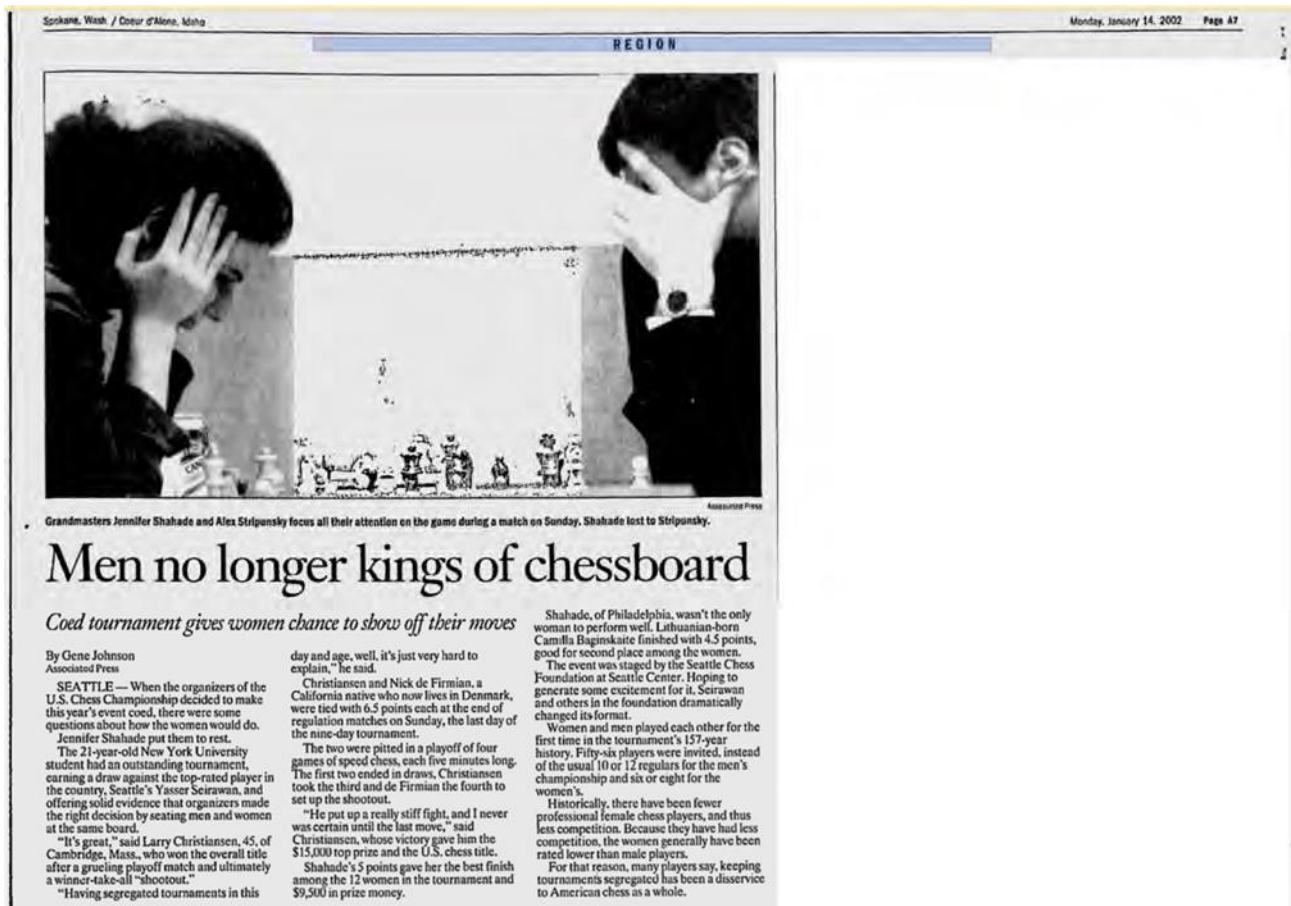 Spokane, Wash. / Coeur d'Alene, Idaho
Monday, January 14, 2002 Page A7
REGION
Associated Press
Grandmasters Jennifer Shahade and Alex Stripunsky focus all their attention on the game during a match on Sunday. Shahade lost to Stripunsky.
Men no longer kings of chessboard
Coed tournament gives women chance to show off their moves
By Gene Johnson
Associated Press
SEATTLE — When the organizers of the
U.S. Chess Championship decided to make
this year's event coed, there were some
questions about how the women would do.
Jennifer Shahade put them to rest.
The 21-year-old New York University
student had an outstanding tournament,
earning a draw against the top-rated player in
the country, Seattle's Yasser Seirawan, and
offering solid evidence that organizers made
the right decision by seating men and women
at the same board.
"It's great," said Larry Christiansen, 45, of
Cambridge, Mass., who won the overall title
after a grueling playoff match and ultimately
a winner-take-all "shootout."
"Having segregated tournaments in this
day and age, well, it's just very hard to
explain," he said.
Christiansen and Nick de Firmian, a
California native who now lives in Denmark,
were tied with 6.5 points each at the end of
regulation matches on Sunday, the last day of
the nine-day tournament.
The two were pitted in a playoff of four
games of speed chess, each five minutes long.
The first two ended in draws, Christiansen
took the third and de Firmian the fourth to
set up the shootout.
"He put up a really stiff fight, and I never
was certain until the last move," said
Christiansen, whose victory gave him the
$15,000 top prize and the U.S. chess title.
Shahade's 5 points gave her the best finish
among the 12 women in the tournament and
$9,500 in prize money.
Shahade, of Philadelphia, wasn't the only
woman to perform well. Lithuanian-born
Camilla Baginskaite finished with 4.5 points,
good for second place among the women.
The event was staged by the Seattle Chess
Foundation at Seattle Center. Hoping to
generate some excitement for it, Seirawan
and others in the foundation dramatically
changed its format.
Women and men played each other for the
first time in the tournament's 157-year
history. Fifty-six players were invited, instead
of the usual 10 or 12 regulars for the men's
championship and six or eight for the
women's.
Historically, there have been fewer
professional female chess players, and thus
less competition. Because they have had less
competition, the women generally have been
rated lower than male players.
For that reason, many players say, keeping
tournaments segregated has been a disservice
to American chess as a whole.